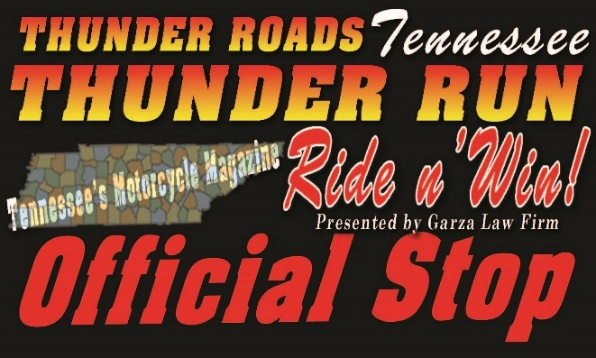 THUNDER ROADS Tennessee
THUNDER RUN
Tennessee's Motorcycle Magazine
Ride n' Win!
Presented by Garza Law Firm
Official Stop